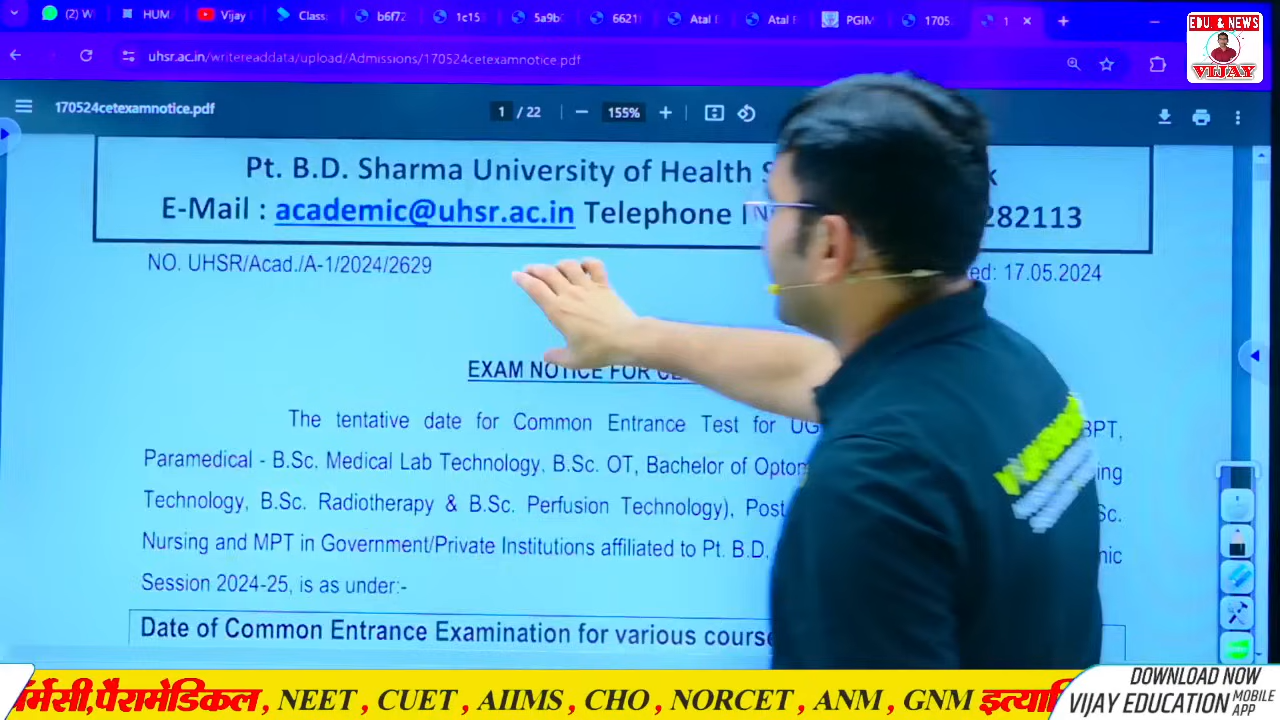 (2) W
HUM
Vijay
Class
b6f72
1c15
5a9b
6621
Atal
Atal
PGIM
1705
1
EDU. & NEWS
VIJAY
uhsr.ac.in/writereaddata/upload/Admissions/170524cetexamnotice.pdf
170524cetexamnotice.pdf
1 / 22
155%
Pt. B.D. Sharma University of Health S k
E-Mail : academic@uhsr.ac.in Telephone N 282113
NO. UHSR/Acad./A-1/2024/2629 ed: 17.05.2024
EXAM NOTICE FOR CE
The tentative date for Common Entrance Test for UG BPT,
Paramedical - B.Sc. Medical Lab Technology, B.Sc. OT, Bachelor of Optom ing
Technology, B.Sc. Radiotherapy & B.Sc. Perfusion Technology), Post Sc.
Nursing and MPT in Government/Private Institutions affiliated to Pt. B.D. mic
Session 2024-25, is as under:-
Date of Common Entrance Examination for various course
र्मेसी,पैरामेडिकल , NEET , CUET , AIIMS , CHO , NORCET , ANM , GNM इत्यादि
DOWNLOAD NOW
VIJAY EDUCATION MOBILE APP